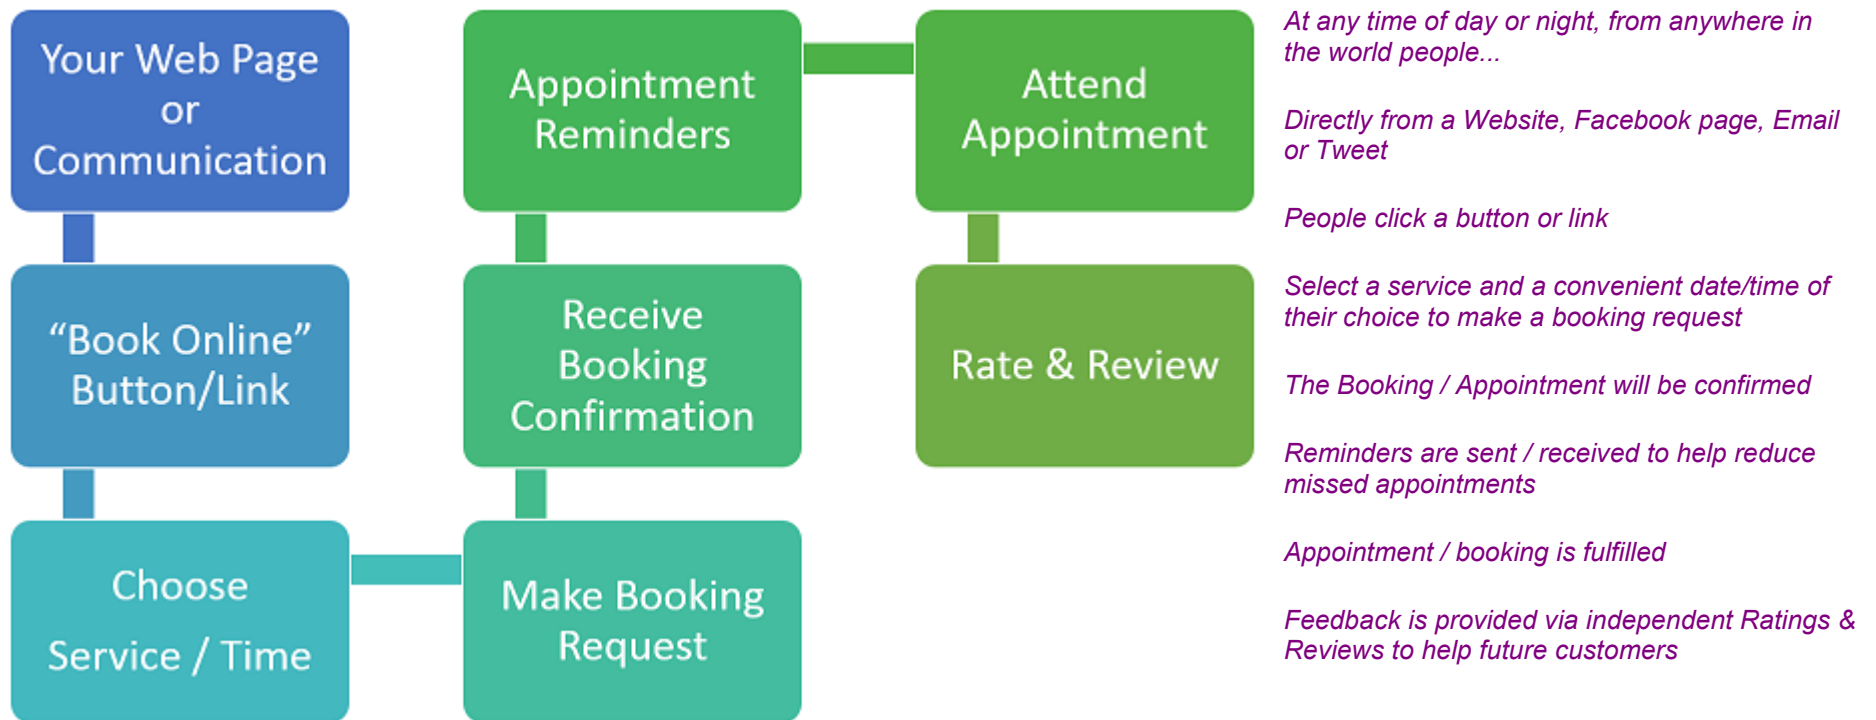 Your Web Page
or
Communication
“Book Online”
Button/Link
Choose
Service / Time
Make Booking
Request
Receive
Booking
Confirmation
Appointment
Reminders
Attend
Appointment
Rate & Review
At any time of day or night, from anywhere in
the world people...
Directly from a Website, Facebook page, Email
or Tweet
People click a button or link
Select a service and a convenient date/time of
their choice to make a booking request
The Booking / Appointment will be confirmed
Reminders are sent / received to help reduce
missed appointments
Appointment / booking is fulfilled
Feedback is provided via independent Ratings &
Reviews to help future customers